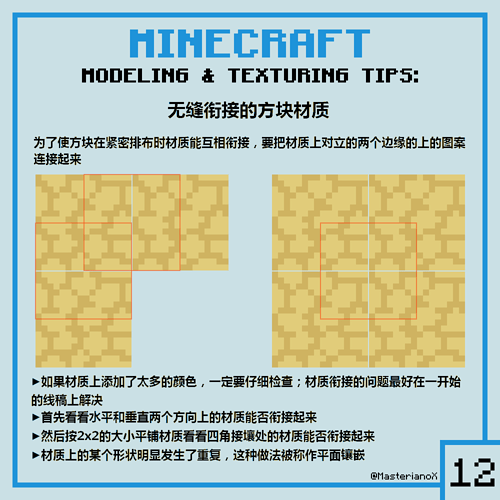 MINECRAFT
MODELING & TEXTURING TIPS:
无缝衔接的方块材质
为了使方块在紧密排布时材质能互相衔接，要把材质上对立的两个边缘的上的图案
连接起来
▶如果材质上添加了太多的颜色，一定要仔细检查；材质衔接的问题最好在一开始
的线稿上解决
▶首先看看水平和垂直两个方向上的材质能否衔接起来
▶然后按2x2的大小平铺材质看看四角接壤处的材质能否衔接起来
▶材质上的某个形状明显发生了重复，这种做法被称作平面镶嵌
@MasterianoX
12